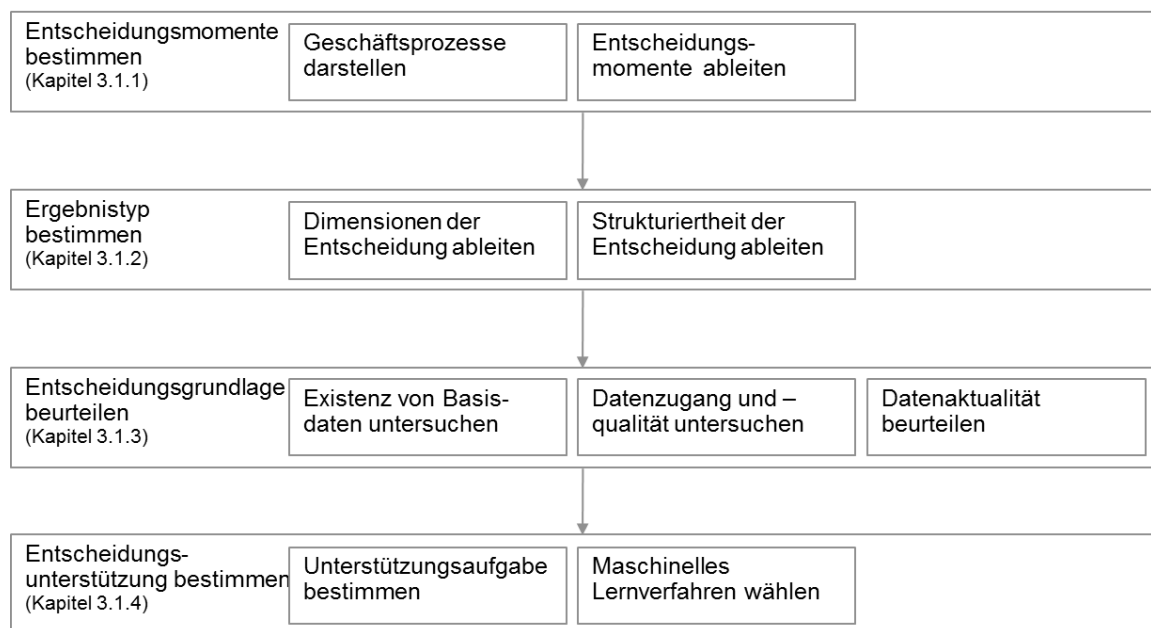 Entscheidungsmomente
bestimmen
(Kapitel 3.1.1)
Geschäftsprozesse
darstellen
Entscheidungs-
momente ableiten
Ergebnistyp
bestimmen
(Kapitel 3.1.2)
Dimensionen der
Entscheidung ableiten
Strukturiertheit der
Entscheidung ableiten
Entscheidungsgrundlage
beurteilen
(Kapitel 3.1.3)
Existenz von Basis-
daten untersuchen
Datenzugang und –
qualität untersuchen
Datenaktualität
beurteilen
Entscheidungs-
unterstützung bestimmen
(Kapitel 3.1.4)
Unterstützungsaufgabe
bestimmen
Maschinelles
Lernverfahren wählen